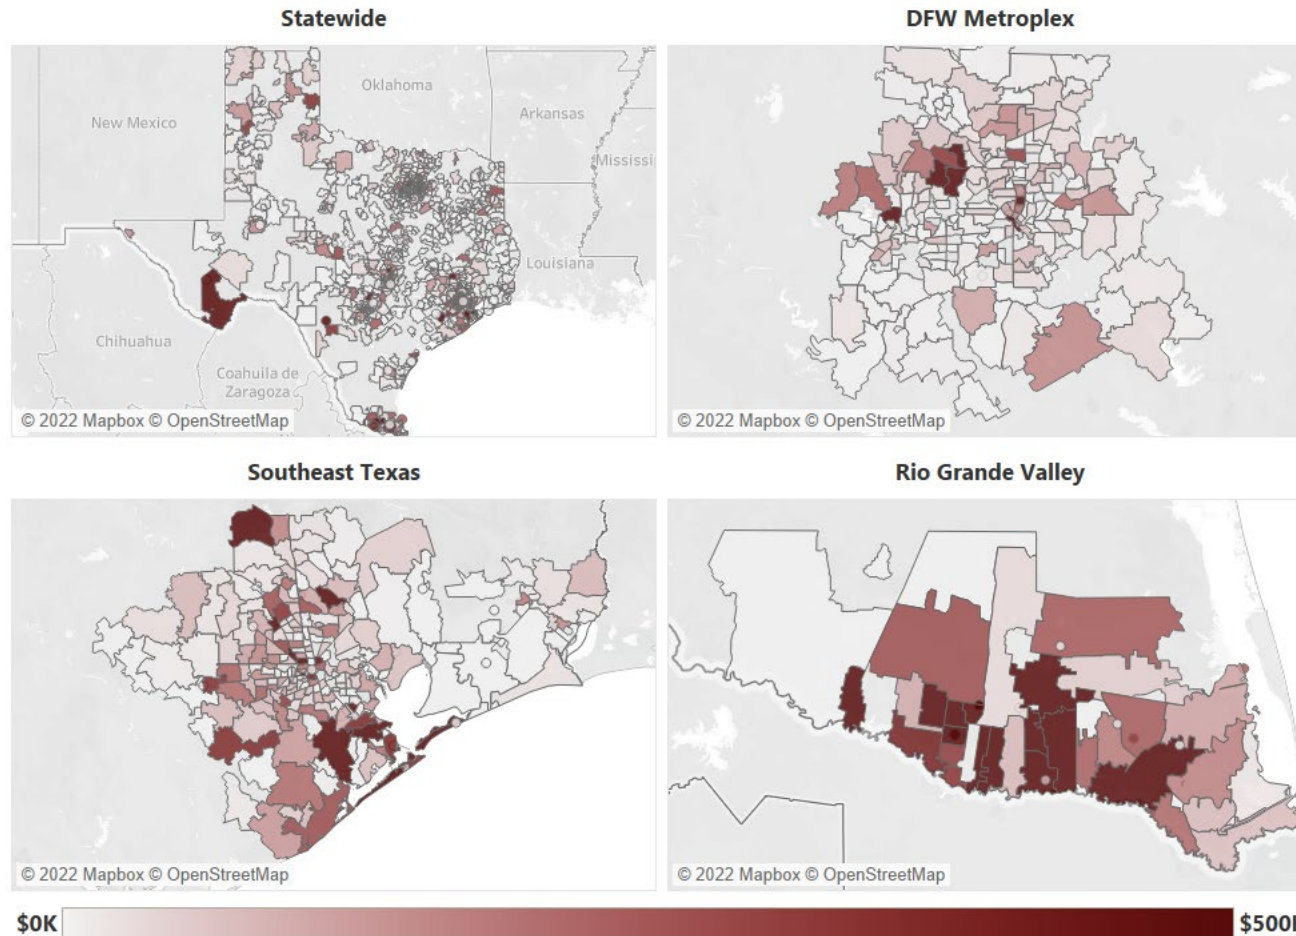 Statewide
DFW Metroplex
Oklahoma
New Mexico
Arkansas
Mississi
Louisiana
Chihuahua
Coahuila de
Zaragoza
© 2022 Mapbox © OpenStreetMap
© 2022 Mapbox © OpenStreetMap
Southeast Texas
Rio Grande Valley
© 2022 Mapbox © OpenStreetMap
© 2022 Mapbox © OpenStreetMap
$0K
$500